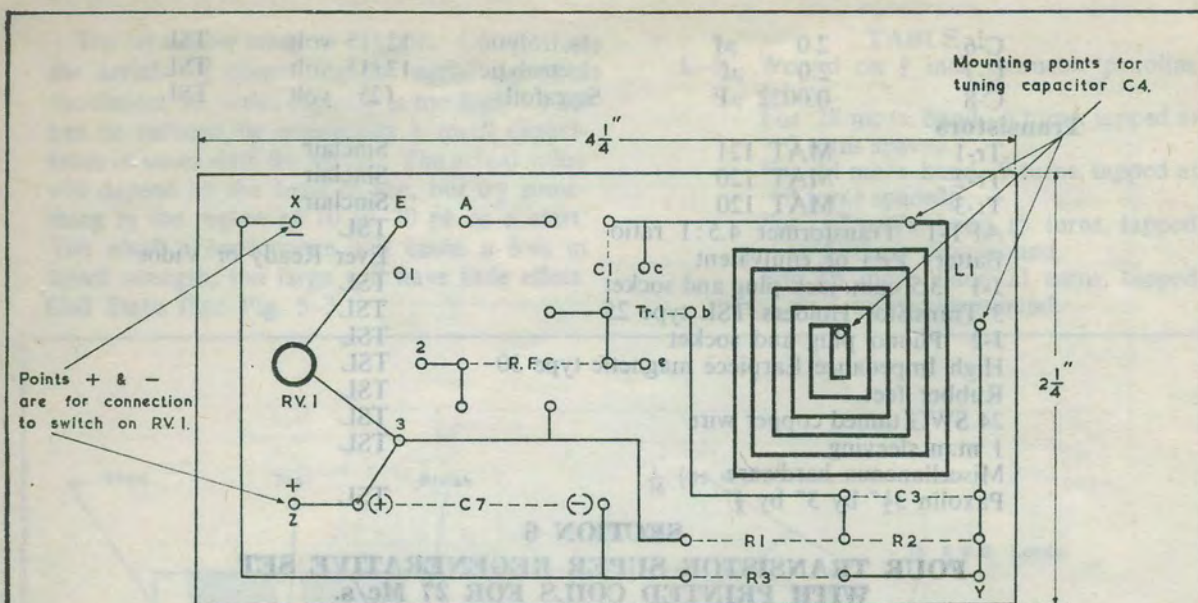 Mounting points for
tuning capacitor C4.
4 1/4"
X
E
A
−
1
C1
c
L1
Tr.1
b
2
R.F.C.
e
2 1/4"
Points + & −
are for connection
to switch on RV.1.
RV.1
3
+
Z
(+)
C7
(−)
C3
R1
R2
R3
Y
SECTION 6
FOUR TRANSISTOR SUPER REGENERATIVE SET
WITH PRINTED COILS FOR 27 Mc/s.